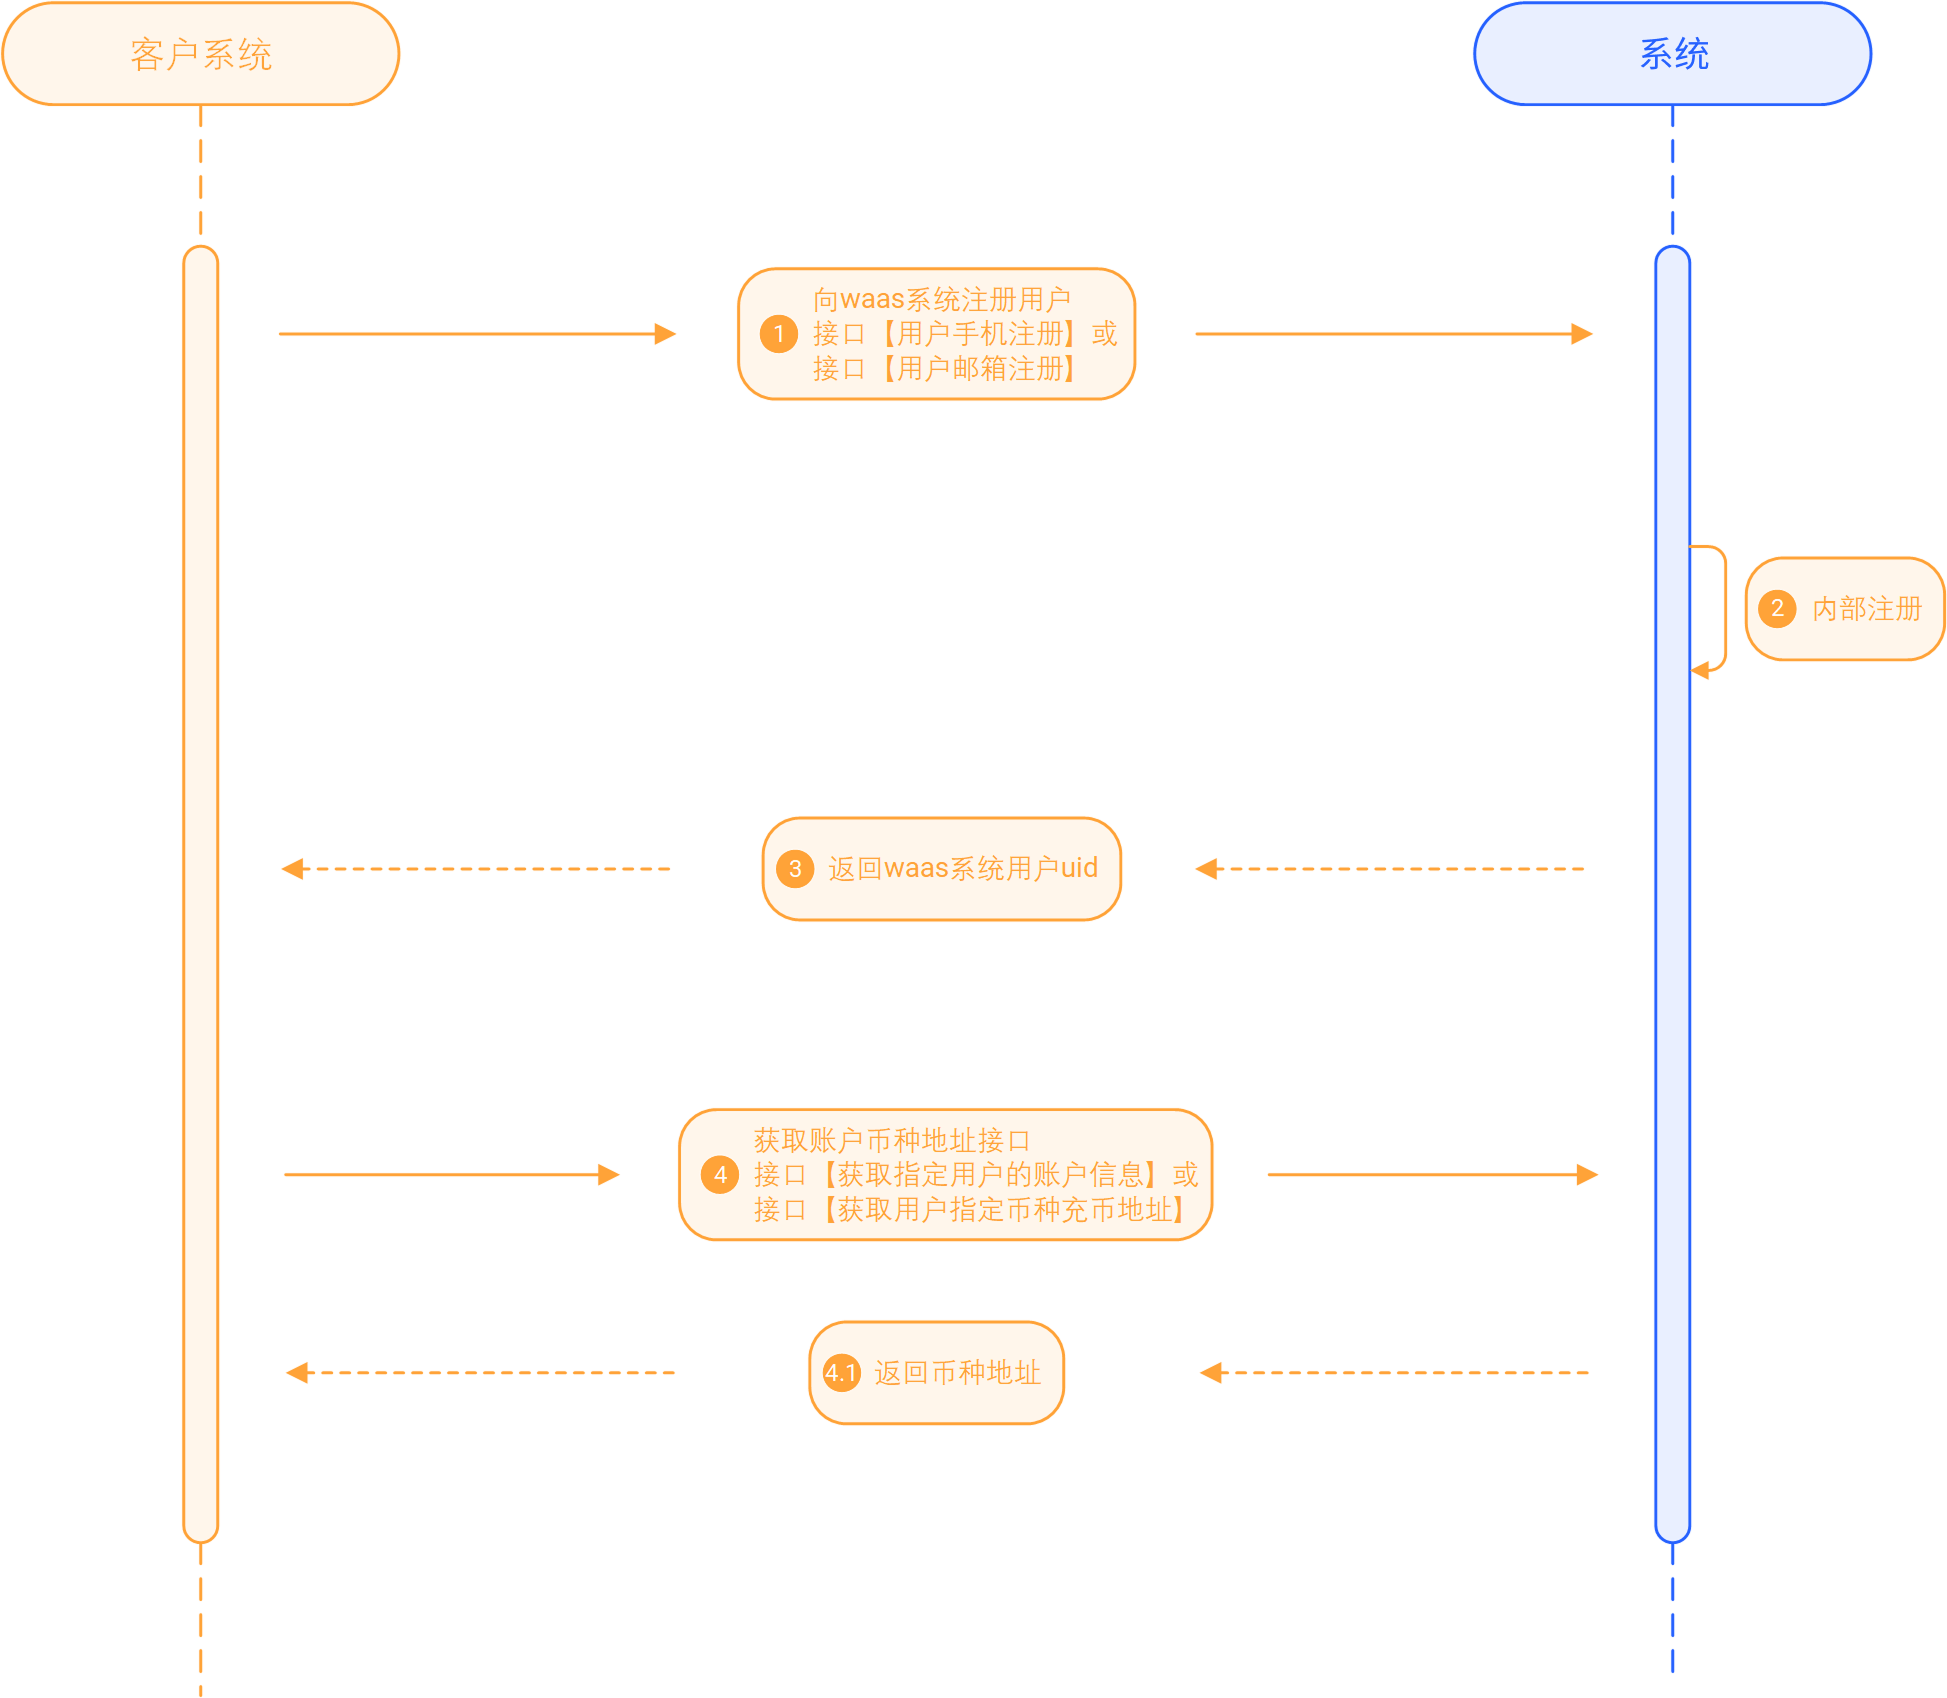 客户系统
系统
向waas系统注册用户
1
接口【用户手机注册】或
接口【用户邮箱注册】
2 内部注册
3 返回waas系统用户uid
获取账户币种地址接口
4
接口【获取指定用户的账户信息】或
接口【获取用户指定币种充币地址】
4.1 返回币种地址